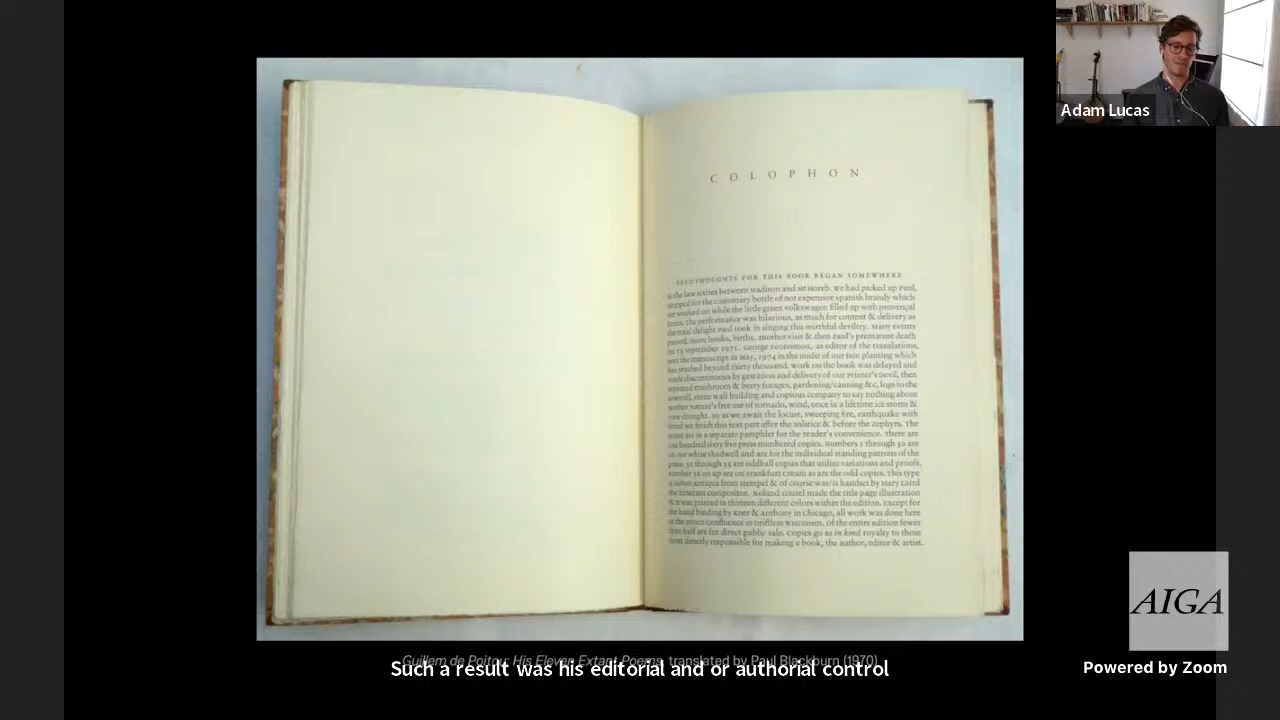 Adam Lucas
COLOPHON
SEEDTHOUGHTS FOR THIS BOOK BEGAN SOMEWHERE
in the late sixties between Madison and Mt Horeb. We had picked up Paul,
stopped for the customary bottle of not expensive spanish brandy which
we worked on while the little green volkswagen filled up with provençal
The performance was hilarious, as much for content & delivery as
the total delight Paul took in singing this mirthful deviltry. Many events
passed, more books, births, another visit & then Paul's premature death
on 13 september 1971. George Economou, as editor of the translations,
sent the manuscript in May, 1974 in the midst of our tree planting which
has reached beyond thirty thousand. Work on the book was delayed and
made discontinuous by gestation and delivery of our printer's devil, then
repeated mushroom & berry forages, gardening/canning &c, logs to the
sawmill, stone wall building and copious company to say nothing about
mother nature's free use of tornado, wind, once in a lifetime ice storm &
now drought. So as we await the locust, sweeping fire, earthquake with
flood we finish this text part after the solstice & before the zephyrs. The
notes are in a separate pamphlet for the reader's convenience. There are
one hundred sixty five press numbered copies. Numbers 1 through 30 are
on our white shadwell and are for the individual standing patrons of the
press. 31 through 35 are oddball copies that utilize variations and proofs.
Number 36 on up are on frankfurt cream as are the odd copies. This type
is sabon antiqua from stempel & of course was/is handset by Mary Laird
the itinerant compositor. Roland Ginzel made the title page illustration
& it was printed in thirteen different colors within the edition. Except for
the hand binding by & Anthony in Chicago, all work was done here
at the confluence in driftless Wisconsin. Of the entire edition fewer
than half are for direct public sale. Copies go as in kind royalty to those
most directly responsible for making a book, the author, editor & artist.
AIGA
Guillem de Poitou: His Eleven Extant Poems, translated by Paul Blackburn (1970)
Such a result was his editorial and or authorial control
Powered by Zoom